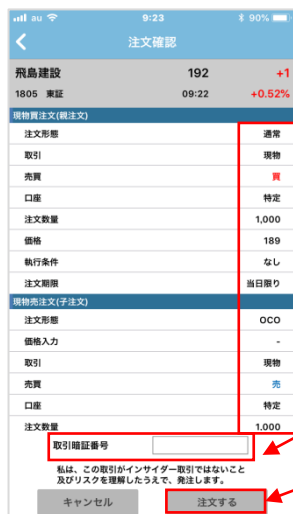 au 9:23 90%
注文確認
飛島建設 192 +1
1805 東証 09:22 +0.52%
現物買注文(親注文)
注文形態 通常
取引 現物
売買 買
口座 特定
注文数量 1,000
価格 189
執行条件 なし
注文期限 当日限り
現物売注文(子注文)
注文形態 OCO
価格入力 -
取引 現物
売買 売
口座 特定
注文数量 1,000
取引暗証番号
私は、この取引がインサイダー取引ではないこと
及びリスクを理解したうえで、発注します。
キャンセル 注文する